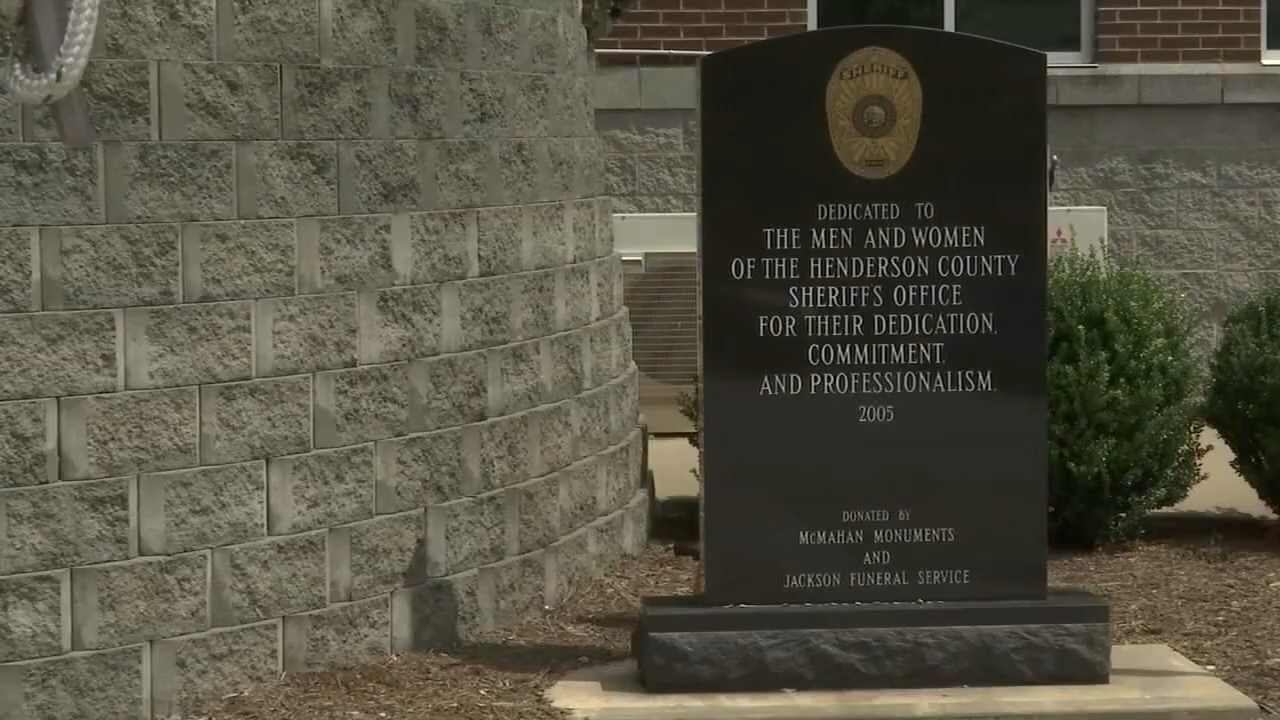 SHERIFF
DEDICATED TO
THE MEN AND WOMEN
OF THE HENDERSON COUNTY
SHERIFF'S OFFICE
FOR THEIR DEDICATION,
COMMITMENT,
AND PROFESSIONALISM.
2005
DONATED BY
McMAHAN MONUMENTS
AND
JACKSON FUNERAL SERVICE